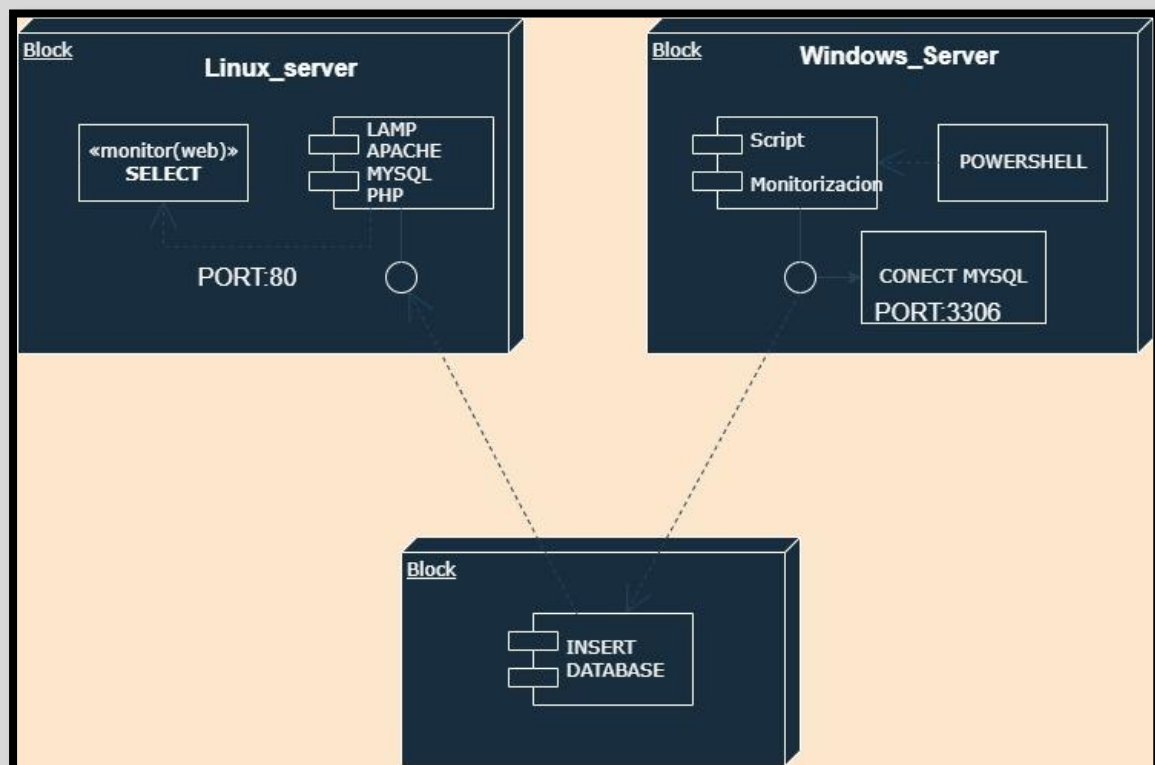 Block
Linux_server
«monitor(web)»
SELECT
LAMP
APACHE
MYSQL
PHP
PORT:80
Block
Windows_Server
Script
Monitorizacion
POWERSHELL
CONECT MYSQL
PORT:3306
Block
INSERT
DATABASE